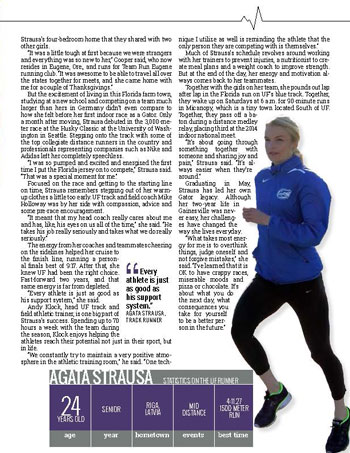 Strausa's four-bedroom home that they shared with two
other girls.
"It was a little tough at first because we were strangers
and everything was so new to her," Cooper said, who now
resides in Eugene, Ore., and runs for Team Run Eugene
running club. "It was awesome to be able to travel all over
the states together for meets, and she came home with
me for a couple of Thanksgivings."
But the excitement of living in this Florida farm town,
studying at a new school and competing on a team much
larger than hers in Germany didn't even compare to
how she felt before her first indoor race as a Gator. Only
a month after moving, Strausa debuted in the 3,000-me-
ter race at the Husky Classic at the University of Wash-
ington in Seattle. Stepping onto the track with some of
the top collegiate distance runners in the country and
professionals representing companies such as Nike and
Adidas left her completely speechless.
"I was so pumped and excited and energized the first
time I put the Florida jersey on to compete," Strausa said.
"That was a special moment for me."
Focused on the race and getting to the starting line
on time, Strausa remembers stepping out of her warm-
up clothes a little too early. UF track and field coach Mike
Holloway was by her side with compassion, advice and
some pre-race encouragement.
"It meant that my head coach really cares about me
and has, like, his eyes on us all of the time," she said. "He
takes his job really seriously and takes what we do really
seriously."
The energy from her coaches and teammates cheering
on the sidelines helped her cruise to
the finish line, running a person-
al finals best of 9:17. After that, she
knew UF had been the right choice.
Fast-forward two years, and that
same energy is far from depleted.
"Every athlete is just as good as
his support system," she said.
Andy Klock, head UF track and
field athletic trainer, is one big part of
Strausa's success. Spending up to 70
hours a week with the team during
the season, Klock enjoys helping the
athletes reach their potential not just in their sport, but
in life.
"We constantly try to maintain a very positive atmo-
sphere in the athletic training room," he said. "One tech-
"Every
athlete is just
as good as
his support
system."
AGATA STRAUSA,
TRACK RUNNER
nique I utilise as well is reminding the athlete that the
only person they are competing with is themselves."
Much of Strausa's schedule revolves around working
with her trainers to prevent injuries, a nutritionist to cre-
ate meal plans and a weight coach to improve strength.
But at the end of the day, her energy and motivation al-
ways comes back to her teammates.
Together with the girls on her team, she pounds out lap
after lap in the Florida sun on UF's blue track. Together,
they wake up on Saturdays at 6 a.m. for 90 minute runs
in Micanopy, which is a tiny town located South of UF.
Together, they pass off a ba-
ton during a distance medley
relay, placing third at the 2014
indoor national meet.
"It's about going through
something together with
someone and sharing joy and
pain," Strausa said. "It's al-
ways easier when they're
around."
Graduating in May,
Strausa has led her own
Gator legacy. Although
her two-year life in
Gainesville was nev-
er easy, her challeng-
es have changed the
way she lives everyday.
"What takes most ener-
gy for me is to overthink
things, judge oneself and
not forgive mistakes," she
said. "I've learned that it is
OK to have crappy races,
miserable moods and
pizza or chocolate. It's
about what you do
the next day, what
consequences you
take for yourself
to be a better per-
son in the future."
AGATA STRAUSA STATISTICS ON THE UF RUNNER
24
YEARS OLD
age
SENIOR
year
RIGA,
LATVIA
hometown
MID
DISTANCE
events
4:11.27
1500 METER
RUN
best time